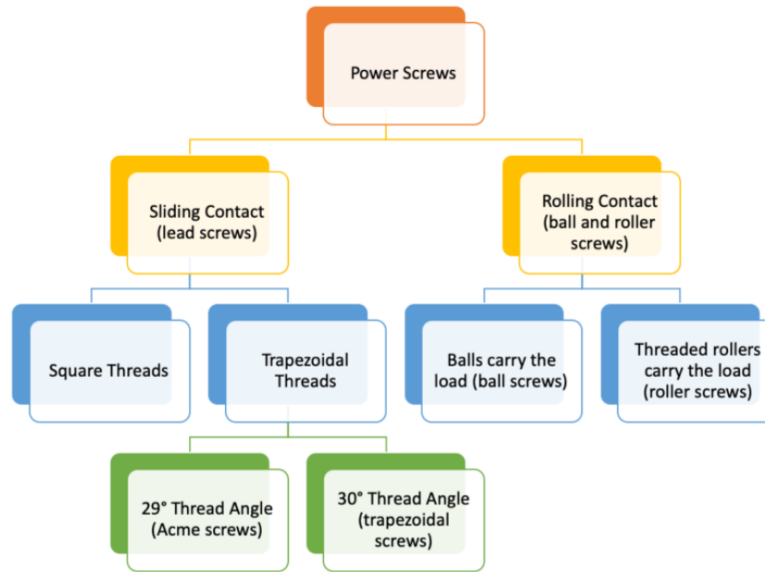 Power Screws
Sliding Contact
(lead screws)
Rolling Contact
(ball and roller
screws)
Square Threads
Trapezoidal
Threads
Balls carry the
load (ball screws)
Threaded rollers
carry the load
(roller screws)
29° Thread Angle
(Acme screws)
30° Thread Angle
(trapezoidal
screws)